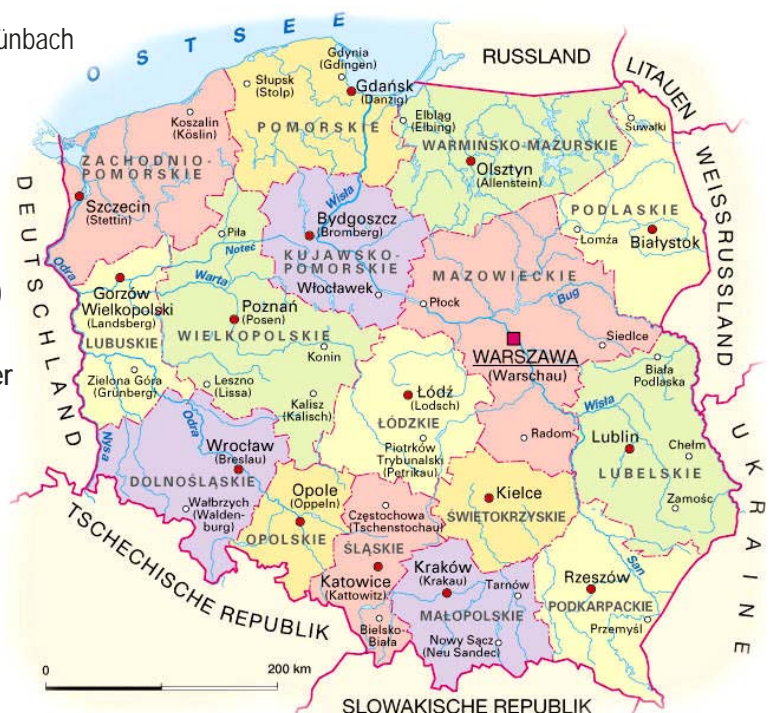 ünbach
OSTSEE
RUSSLAND
LITAUEN
WEISSRUSSLAND
UKRAINE
SLOWAKISCHE REPUBLIK
TSCHECHISCHE REPUBLIK
DEUTSCHLAND
)
er
Gdynia
(Gdingen)
Słupsk
(Stolp)
Gdańsk
(Danzig)
POMORSKIE
Koszalin
(Köslin)
ZACHODNIO-
POMORSKIE
Szczecin
(Stettin)
Elbląg
(Elbing)
WARMINSKO-MAZURSKIE
Olsztyn
(Allenstein)
Suwałki
PODLASKIE
Łomża
Białystok
Wisła
Bydgoszcz
(Bromberg)
KUJAWSKO-
POMORSKIE
Włocławek
Piła
Noteć
Odra
Warta
Gorzów
Wielkopolski
(Landsberg)
LUBUSKIE
Zielona Góra
(Grünberg)
Poznań
(Posen)
WIELKOPOLSKIE
Konin
Leszno
(Lissa)
Kalisz
(Kalisch)
MAZOWIECKIE
Płock
Bug
WARSZAWA
(Warschau)
Siedlce
Radom
Łódź
(Lodsch)
ŁÓDZKIE
Piotrków
Trybunalski
(Petrikau)
Biała
Podlaska
Wisła
Lublin
Chełm
LUBELSKIE
Zamośc
Nysa
Odra
Wrocław
(Breslau)
DOLNOŚLĄSKIE
Wałbrzych
(Walden-
burg)
Opole
(Oppeln)
OPOLSKIE
Częstochowa
(Tschenstochau)
ŚLĄSKIE
Katowice
(Kattowitz)
Bielsko-
Biała
Kielce
ŚWIĘTOKRZYSKIE
Kraków
(Krakau)
Tarnów
MAŁOPOLSKIE
Nowy Sącz
(Neu Sandec)
San
Rzeszów
PODKARPACKIE
Przemyśl
0 200 km